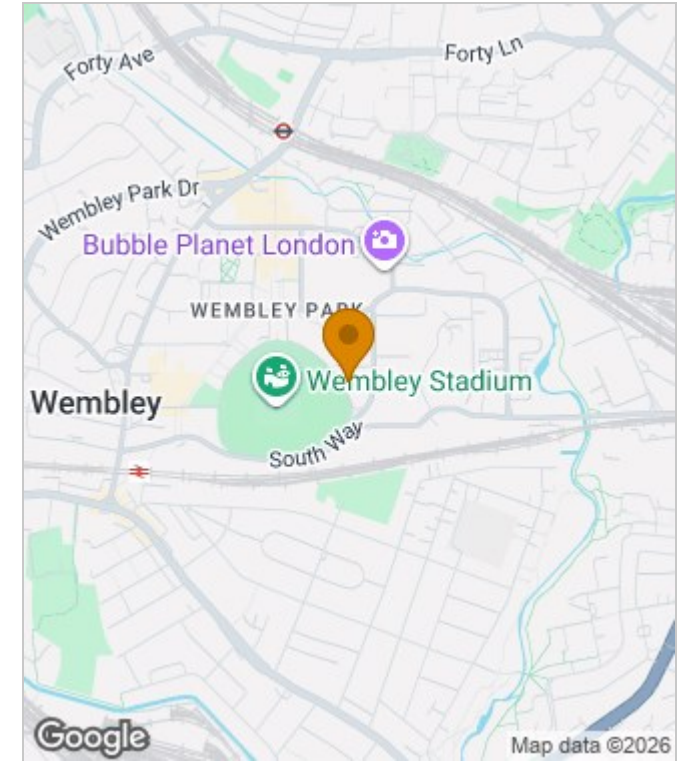 Forty Ave
Forty Ln
Wembley Park Dr
Bubble Planet London
WEMBLEY PARK
Wembley Stadium
Wembley
South Way
Google
Map data ©2026